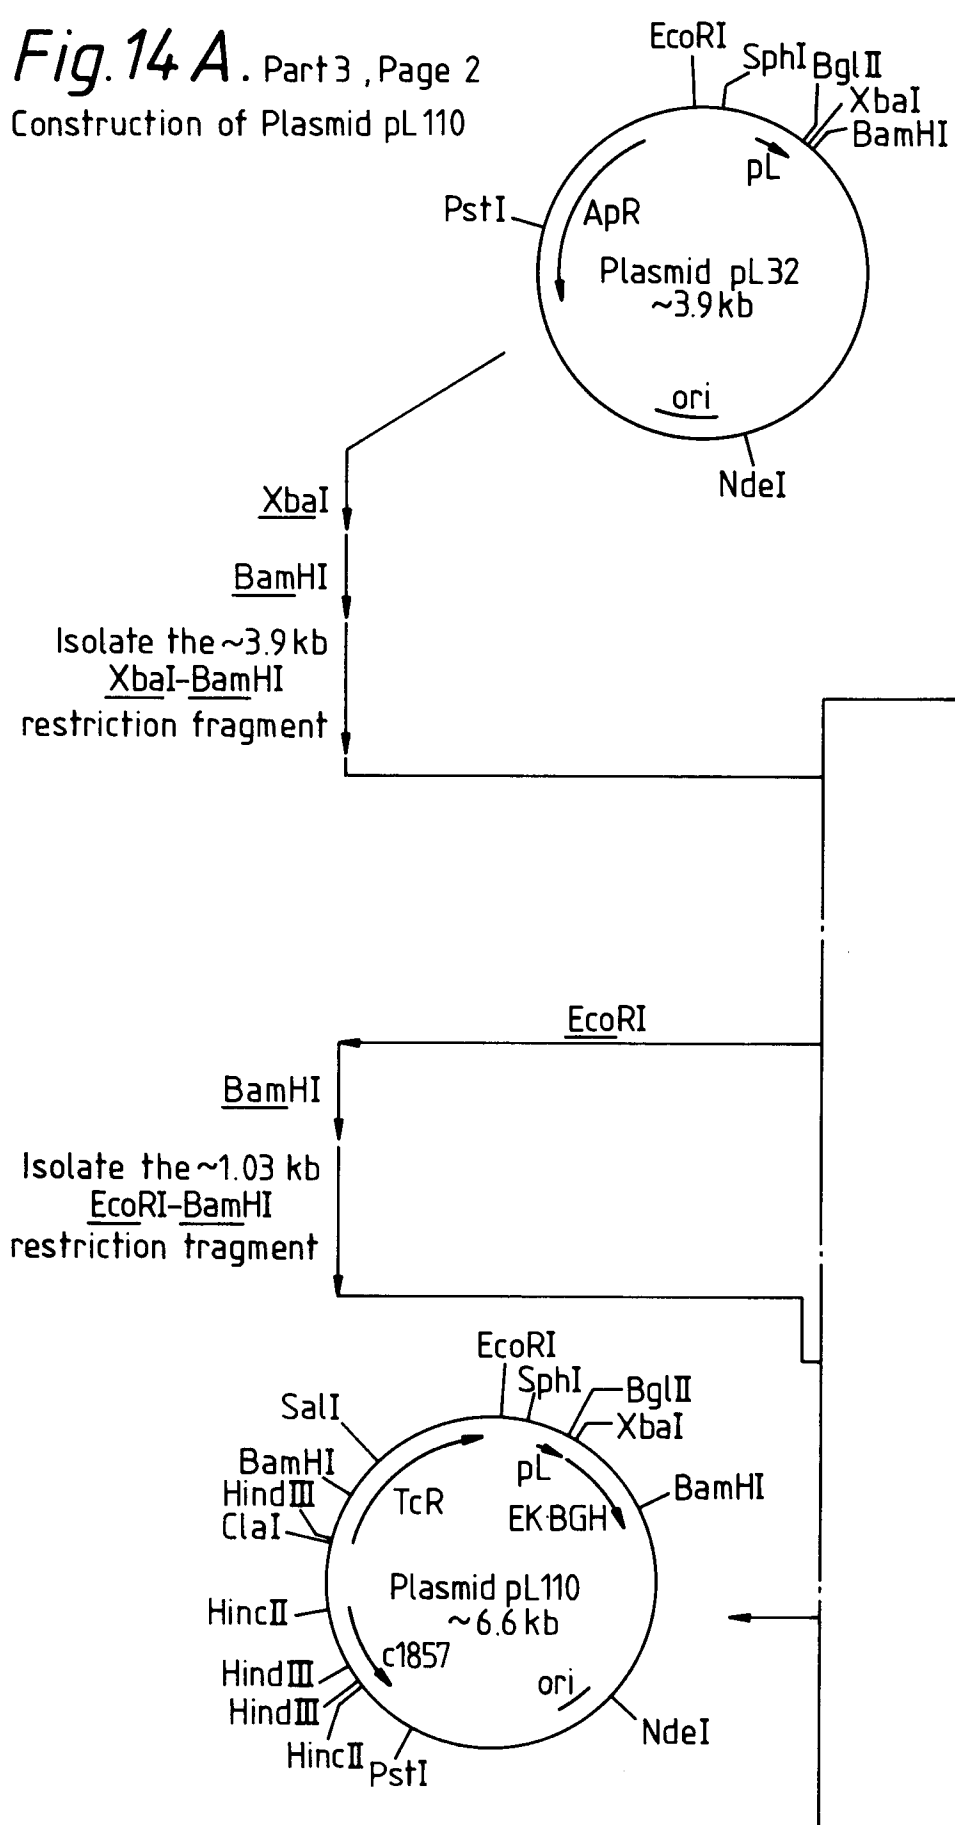 Fig. 14 A. Part 3 , Page 2
Construction of Plasmid pL 110
EcoRI
SphI
BglII
XbaI
BamHI
pL
PstI
ApR
Plasmid pL32
~3.9 kb
ori
NdeI
XbaI
BamHI
Isolate the ~3.9 kb
XbaI-BamHI
restriction fragment
EcoRI
BamHI
Isolate the ~1.03 kb
EcoRI-BamHI
restriction tragment
EcoRI
SphI
BglII
XbaI
SalI
BamHI
HindIII
ClaI
TcR
pL
EK·BGH
BamHI
Plasmid pL110
~6.6 kb
HincII
c1857
HindIII
HindIII
HincII
PstI
ori
NdeI